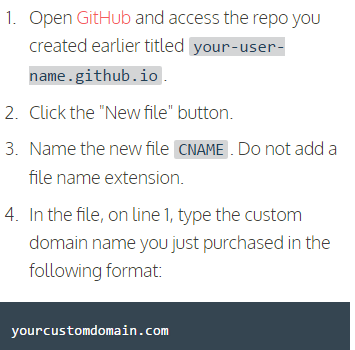 1. Open GitHub and access the repo you
created earlier titled your-user-
name.github.io.
2. Click the "New file" button.
3. Name the new file CNAME. Do not add a
file name extension.
4. In the file, on line 1, type the custom
domain name you just purchased in the
following format:
yourcustomdomain.com